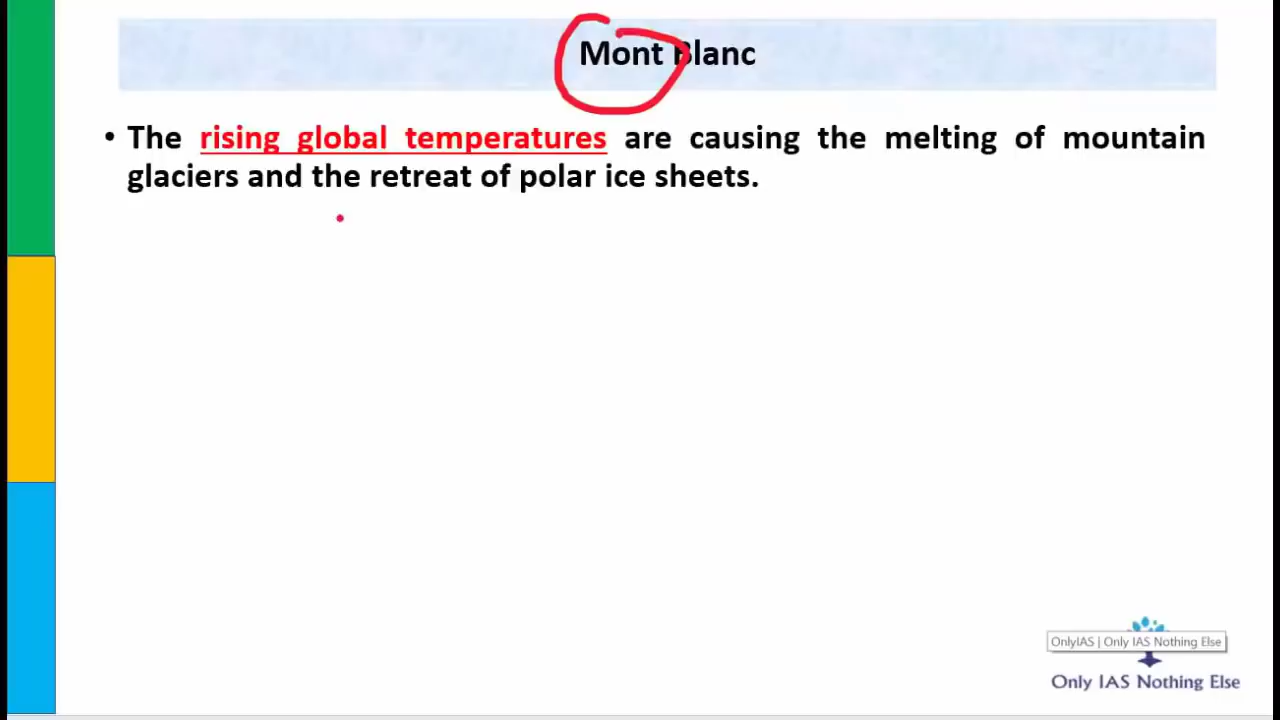 Mont Blanc
• The rising global temperatures are causing the melting of mountain
glaciers and the retreat of polar ice sheets.
OnlyIAS | Only IAS Nothing Else
Only IAS Nothing Else